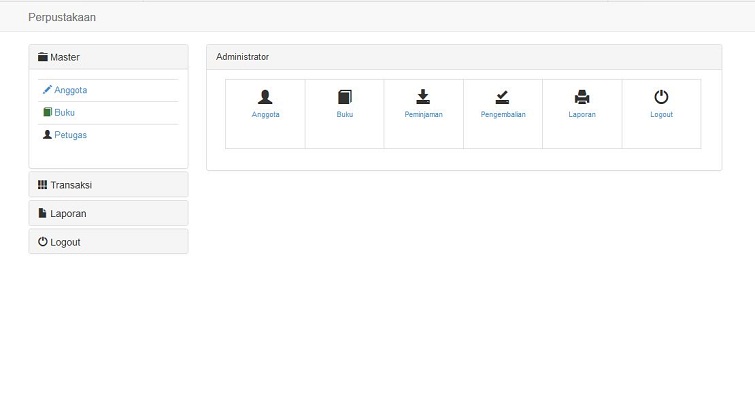 Perpustakaan
Master
Anggota
Buku
Petugas
Transaksi
Laporan
Logout
Administrator
Anggota
Buku
Peminjaman
Pengembalian
Laporan
Logout